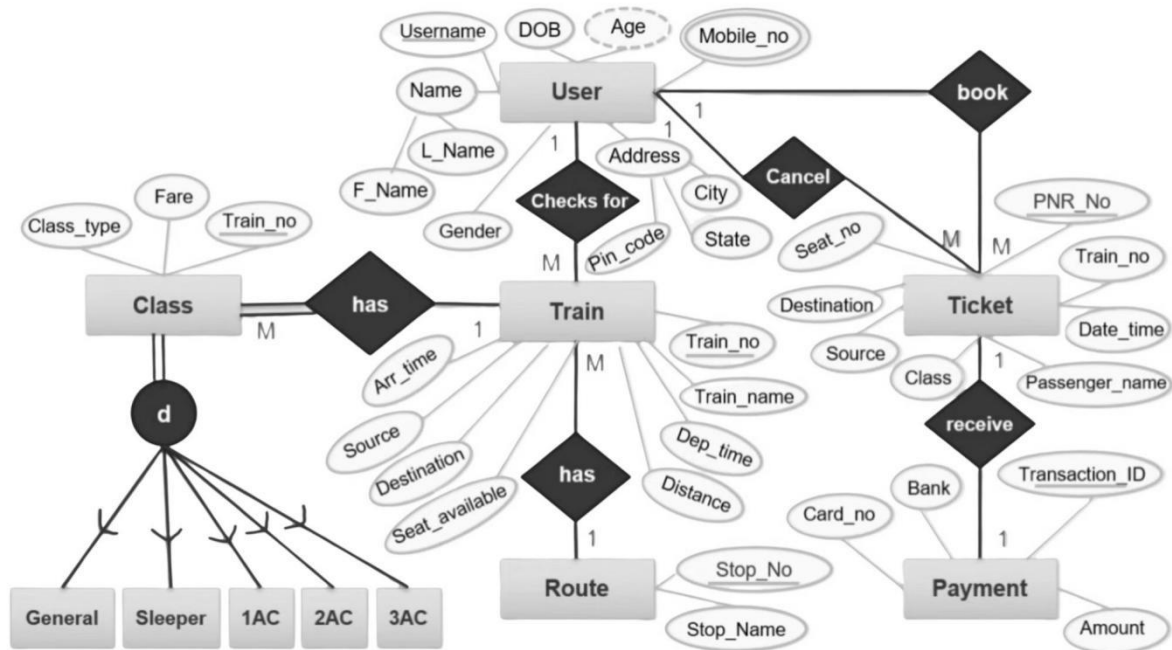 Username
DOB
Age
Mobile_no
User
book
Name
1
1
1
L_Name
Address
Cancel
F_Name
Checks for
City
PNR_No
Fare
Class_type
Train_no
Gender
Pin_code
State
Seat_no
M
M
M
Train_no
Class
has
Train
Destination
Ticket
M
1
Train_no
Date_time
Arr_time
M
Source
1
Class
Passenger_name
Train_name
d
Source
Dep_time
receive
Destination
has
Distance
Seat_available
Bank
Transaction_ID
Card_no
1
1
Stop_No
General
Sleeper
1AC
2AC
3AC
Route
Payment
Stop_Name
Amount